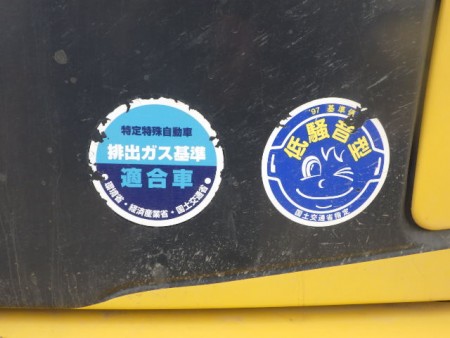 特定特殊自動車
排出ガス基準
適合車
環境省・経済産業省・国土交通省
'97 基準値
低騒音型
国土交通省指定